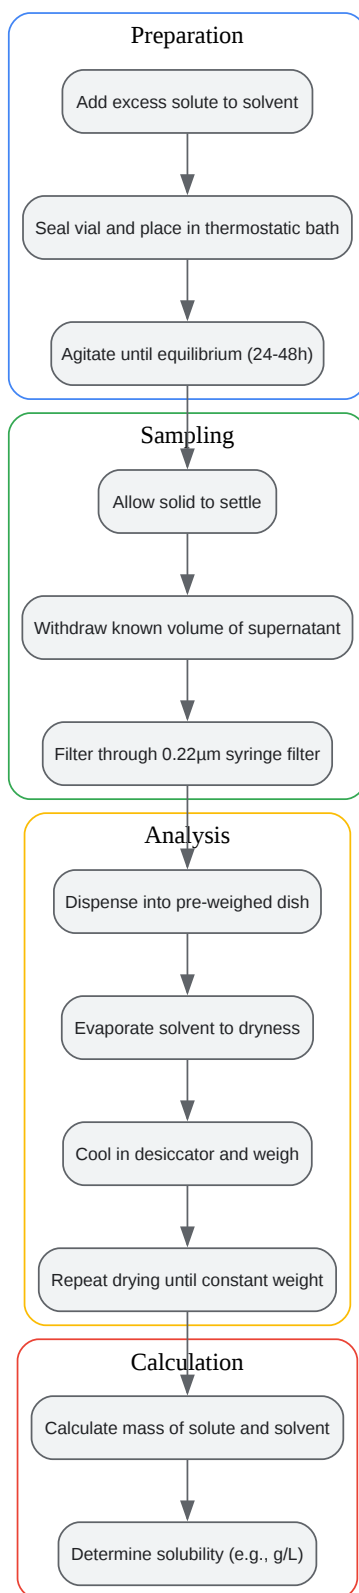 Preparation
Add excess solute to solvent
Seal vial and place in thermostatic bath
Agitate until equilibrium (24-48h)
Sampling
Allow solid to settle
Withdraw known volume of supernatant
Filter through 0.22µm syringe filter
Analysis
Dispense into pre-weighed dish
Evaporate solvent to dryness
Cool in desiccator and weigh
Repeat drying until constant weight
Calculation
Calculate mass of solute and solvent
Determine solubility (e.g., g/L)